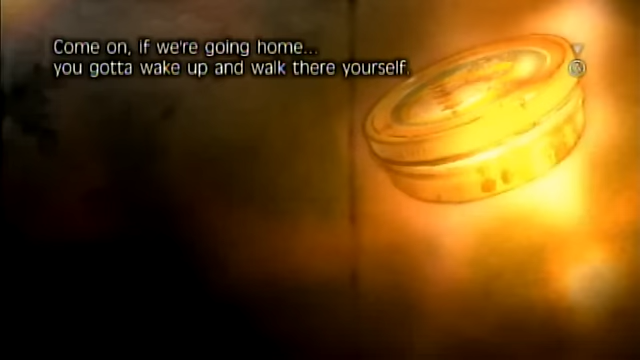 Come on, if we're going home...
you gotta wake up and walk there yourself.